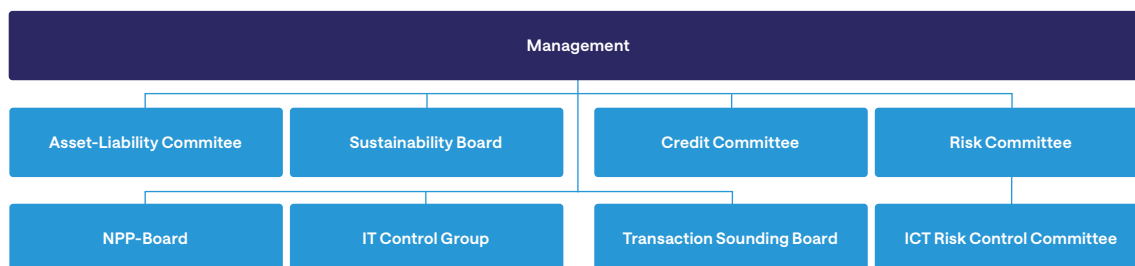 Management
Asset-Liability Commitee
Sustainability Board
Credit Committee
Risk Committee
NPP-Board
IT Control Group
Transaction Sounding Board
ICT Risk Control Committee